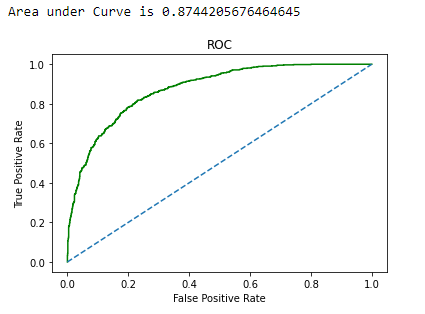 Area under Curve is 0.8744205676464645
ROC
True Positive Rate
1.0
0.8
0.6
0.4
0.2
0.0
0.0 0.2 0.4 0.6 0.8 1.0
False Positive Rate